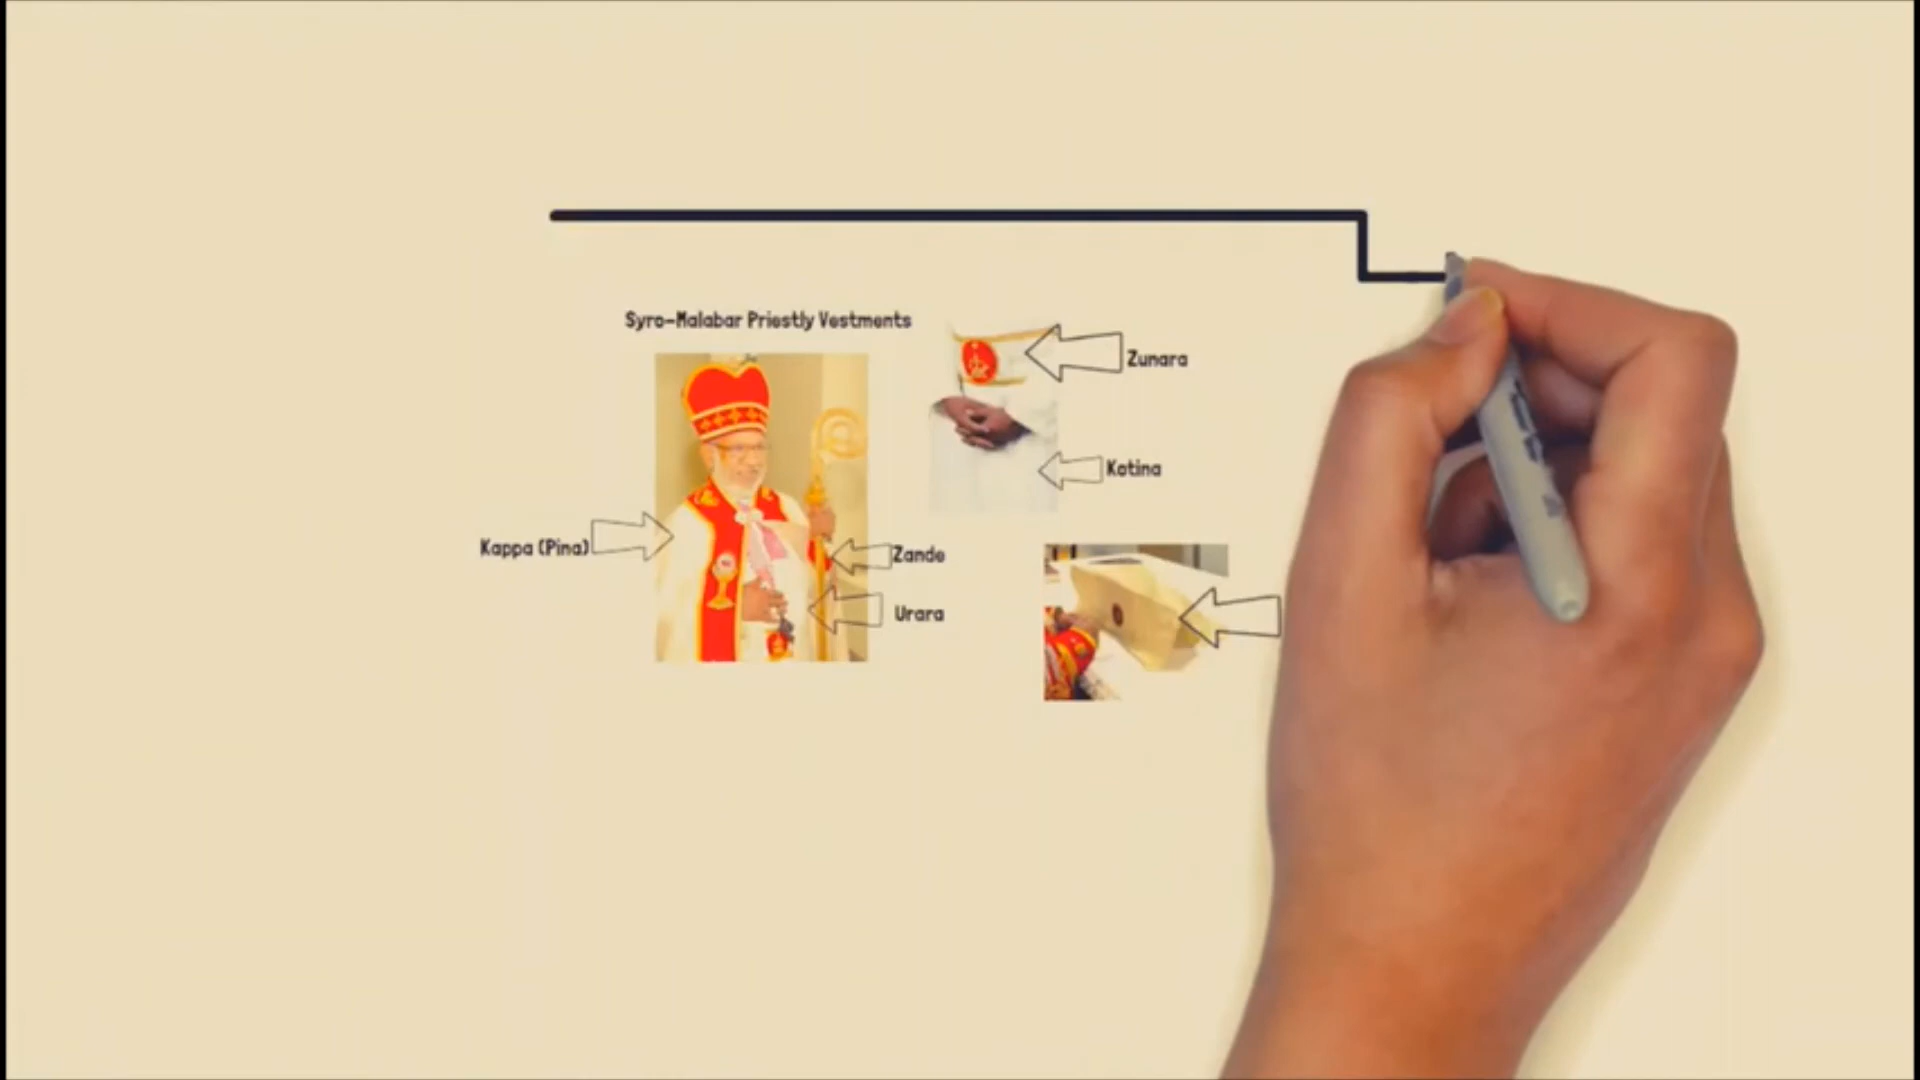 Syro-Malabar Priestly Vestments
Zunara
Kotina
Kappa (Pina)
Zande
Urara